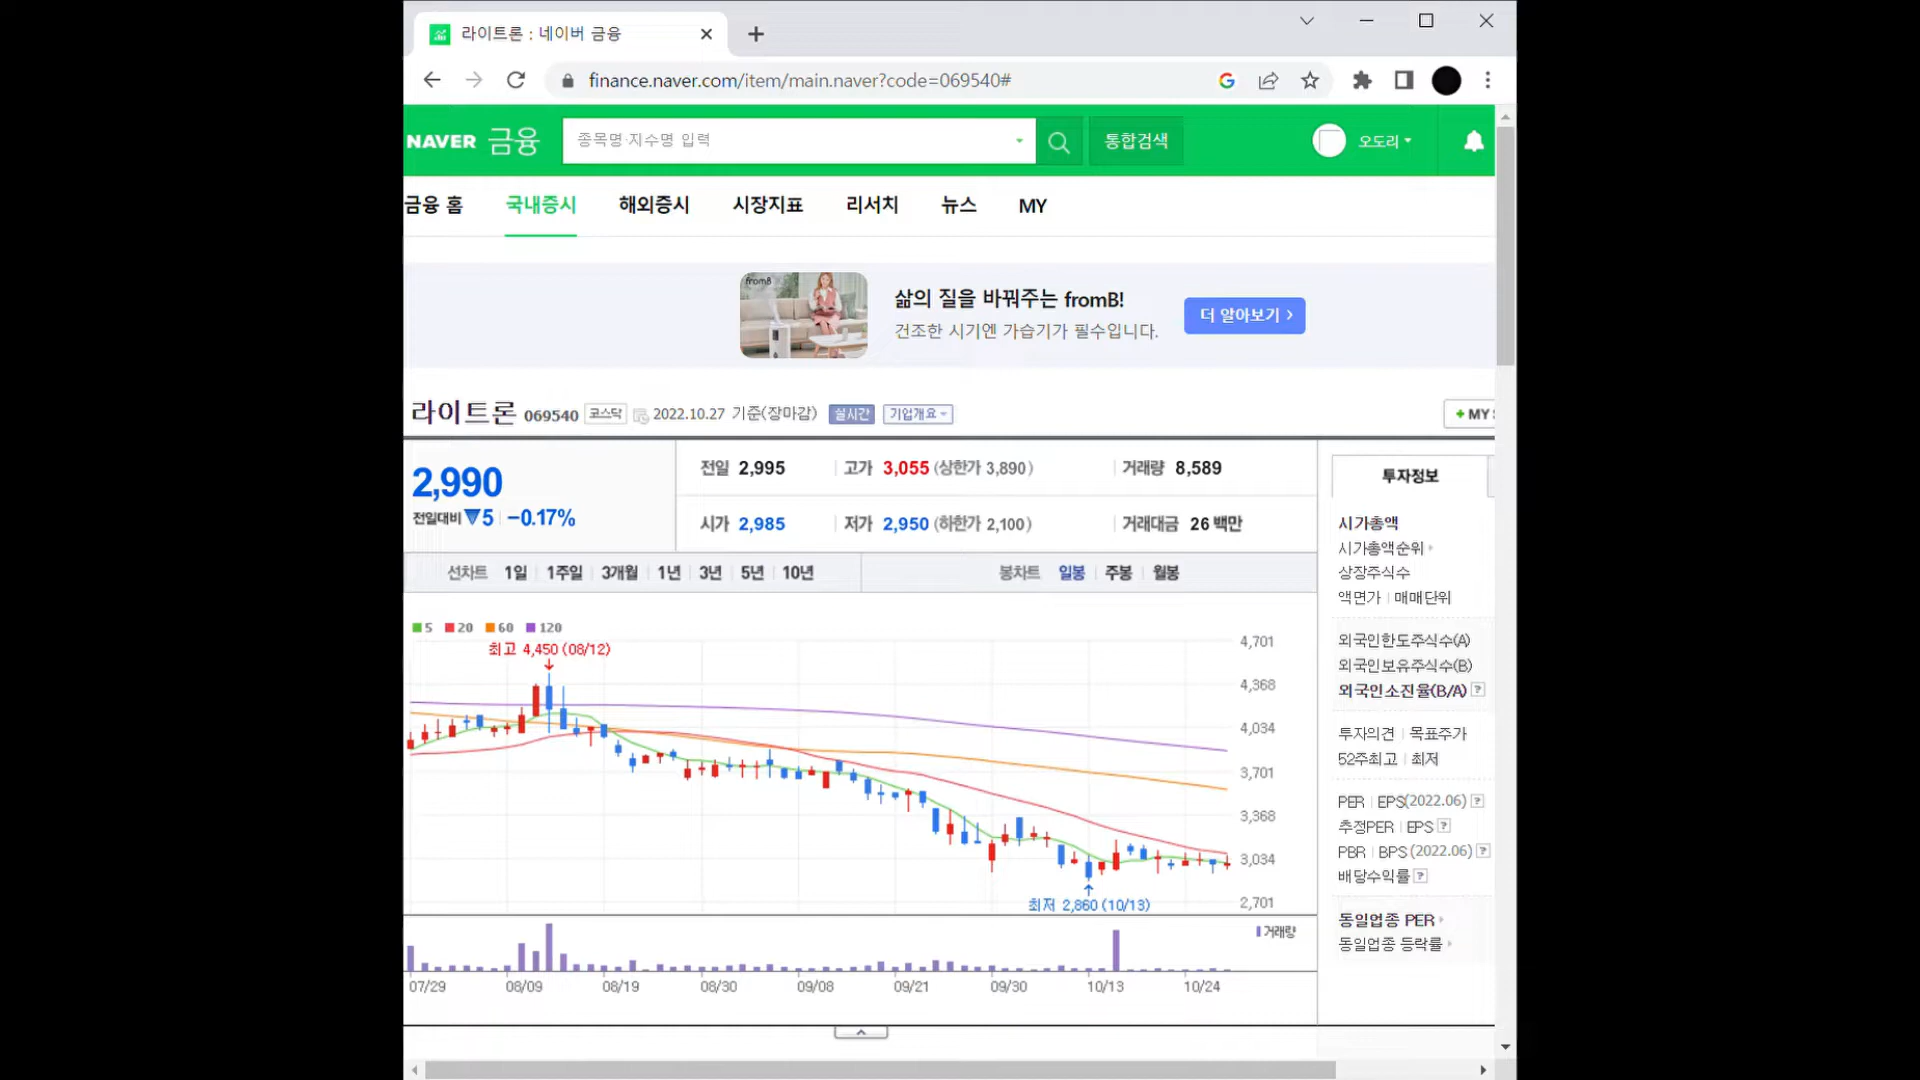 라이트론 : 네이버 금융
finance.naver.com/item/main.naver?code=069540#
NAVER 금융 종목명·지수명 입력 통합검색 오도리
금융 홈 국내증시 해외증시 시장지표 리서치 뉴스 MY
fromB
삶의 질을 바꿔주는 fromB!
건조한 시기엔 가습기가 필수입니다.
더 알아보기
라이트론 069540 코스닥 2022.10.27 기준(장마감) 실시간 기업개요 + MY
2,990
전일대비 ▼5 -0.17%
전일 2,995 고가 3,055 (상한가 3,890) 거래량 8,589
시가 2,985 저가 2,950 (하한가 2,100) 거래대금 26 백만
선차트 1일 1주일 3개월 1년 3년 5년 10년 봉차트 일봉 주봉 월봉
5 20 60 120
최고 4,450 (08/12)
4,701
4,368
4,034
3,701
3,368
3,034
2,701
최저 2,860 (10/13)
거래량
07/29 08/09 08/19 08/30 09/08 09/21 09/30 10/13 10/24
투자정보
시가총액
시가총액순위
상장주식수
액면가 | 매매단위
외국인한도주식수(A)
외국인보유주식수(B)
외국인소진율(B/A) ?
투자의견 | 목표주가
52주최고 | 최저
PER | EPS(2022.06) ?
추정PER | EPS ?
PBR | BPS (2022.06) ?
배당수익률 ?
동일업종 PER
동일업종 등락률